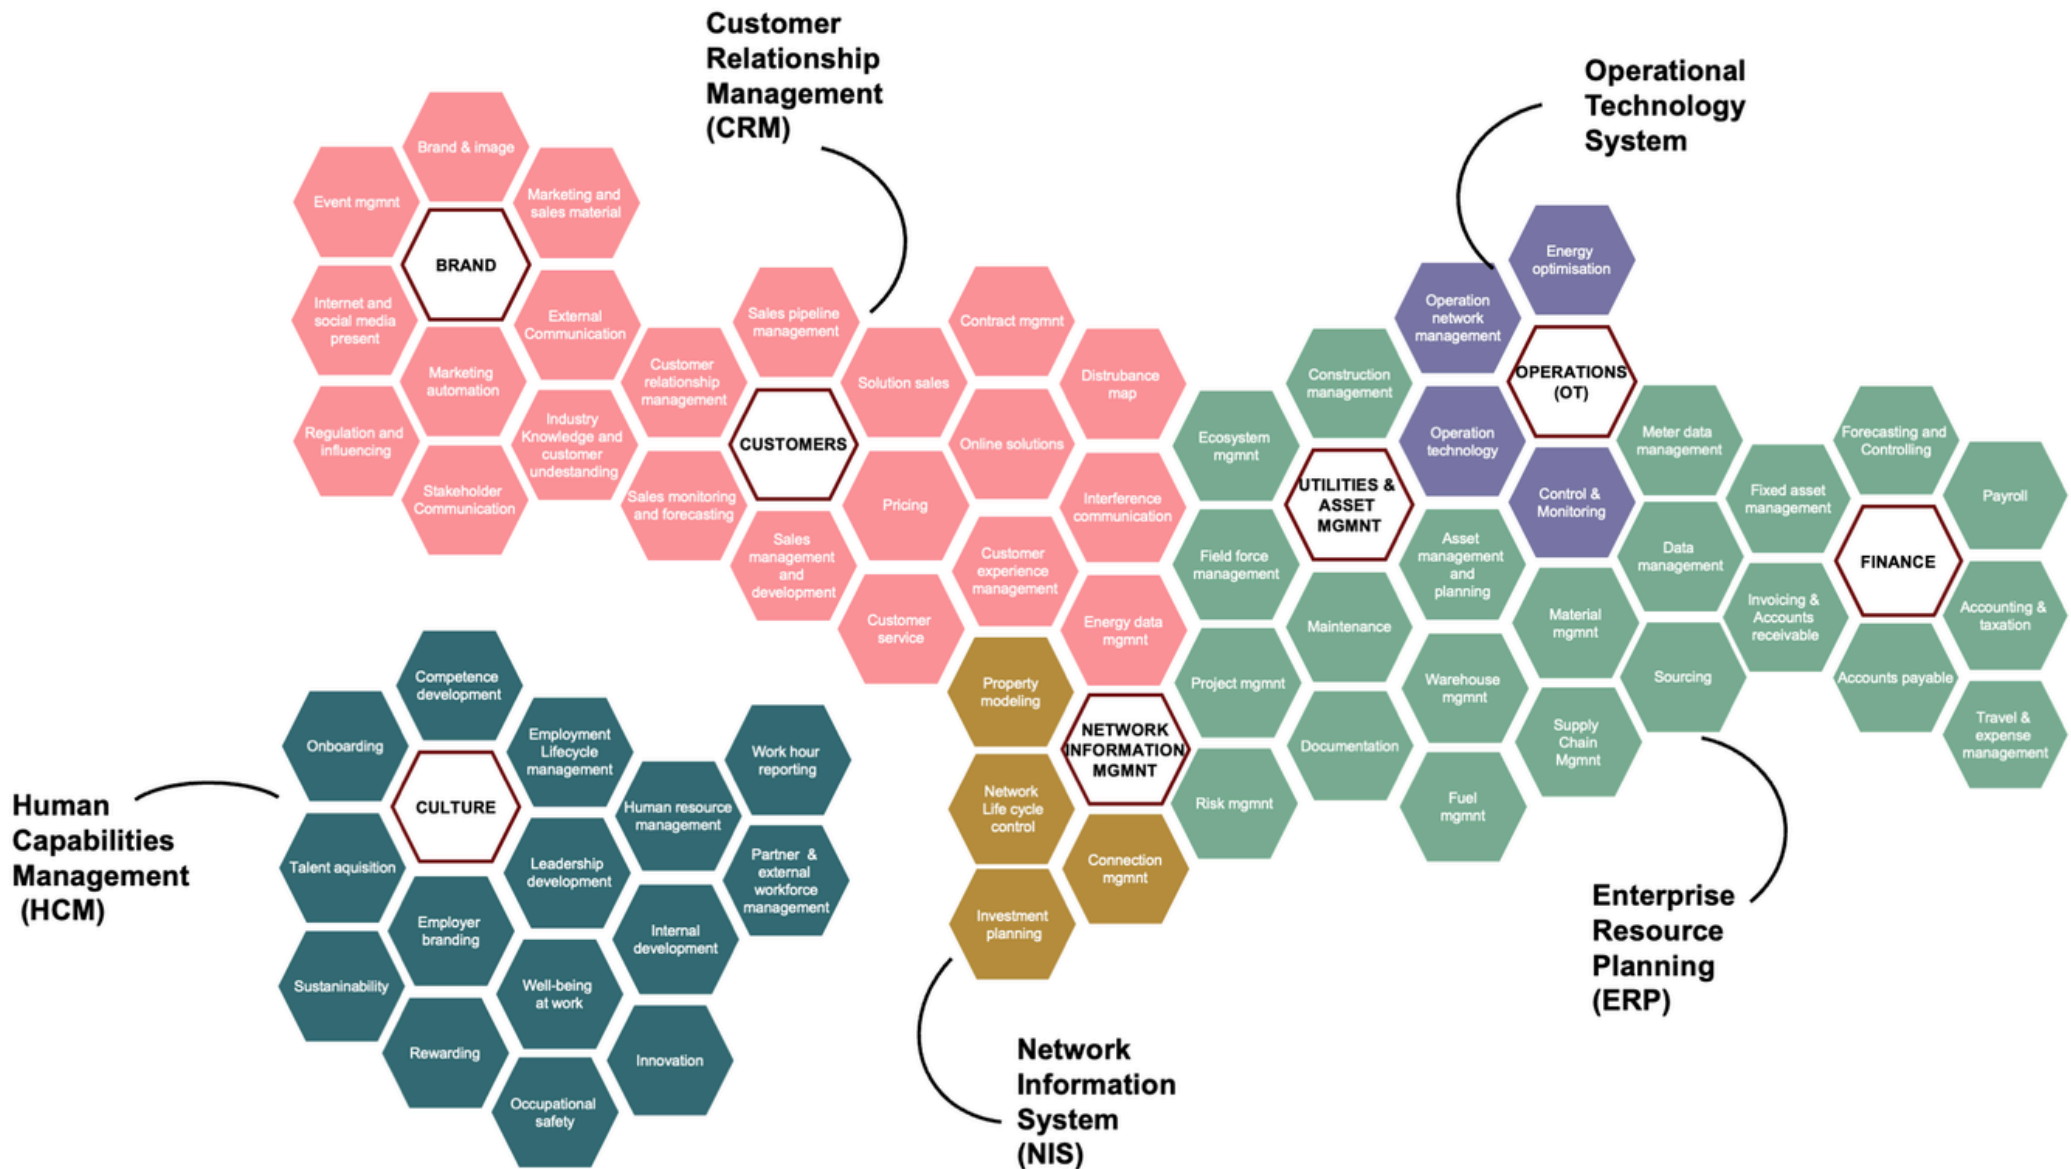 Customer
Relationship
Management
(CRM)
Operational
Technology
System
Brand & image
Event mgmnt
Marketing and
sales material
BRAND
Internet and
social media
present
External
Communication
Marketing
automation
Regulation and
influencing
Industry
Knowledge and
customer
undestanding
Stakeholder
Communication
Customer
relationship
management
Sales pipeline
management
Solution sales
Contract mgmnt
Distrubance
map
CUSTOMERS
Online solutions
Sales monitoring
and forecasting
Pricing
Interference
communication
Sales
management
and
development
Customer
experience
management
Customer
service
Energy data
mgmnt
Energy
optimisation
Operation
network
management
OPERATIONS
(OT)
Construction
management
Ecosystem
mgmnt
Operation
technology
Meter data
management
Forecasting and
Controlling
UTILITIES &
ASSET
MGMNT
Control &
Monitoring
Fixed asset
management
Payroll
Field force
management
Asset
management
and
planning
Data
management
FINANCE
Maintenance
Material
mgmnt
Invoicing &
Accounts
receivable
Accounting &
taxation
Project mgmnt
Warehouse
mgmnt
Sourcing
Accounts payable
Documentation
Supply
Chain
Mgmnt
Travel &
expense
management
Risk mgmnt
Fuel
mgmnt
Property
modeling
NETWORK
INFORMATION
MGMNT
Network
Life cycle
control
Connection
mgmnt
Investment
planning
Competence
development
Onboarding
Employment
Lifecycle
management
Work hour
reporting
CULTURE
Human resource
management
Talent aquisition
Leadership
development
Partner &
external
workforce
management
Employer
branding
Internal
development
Sustaninability
Well-being
at work
Rewarding
Innovation
Occupational
safety
Human
Capabilities
Management
(HCM)
Enterprise
Resource
Planning
(ERP)
Network
Information
System
(NIS)